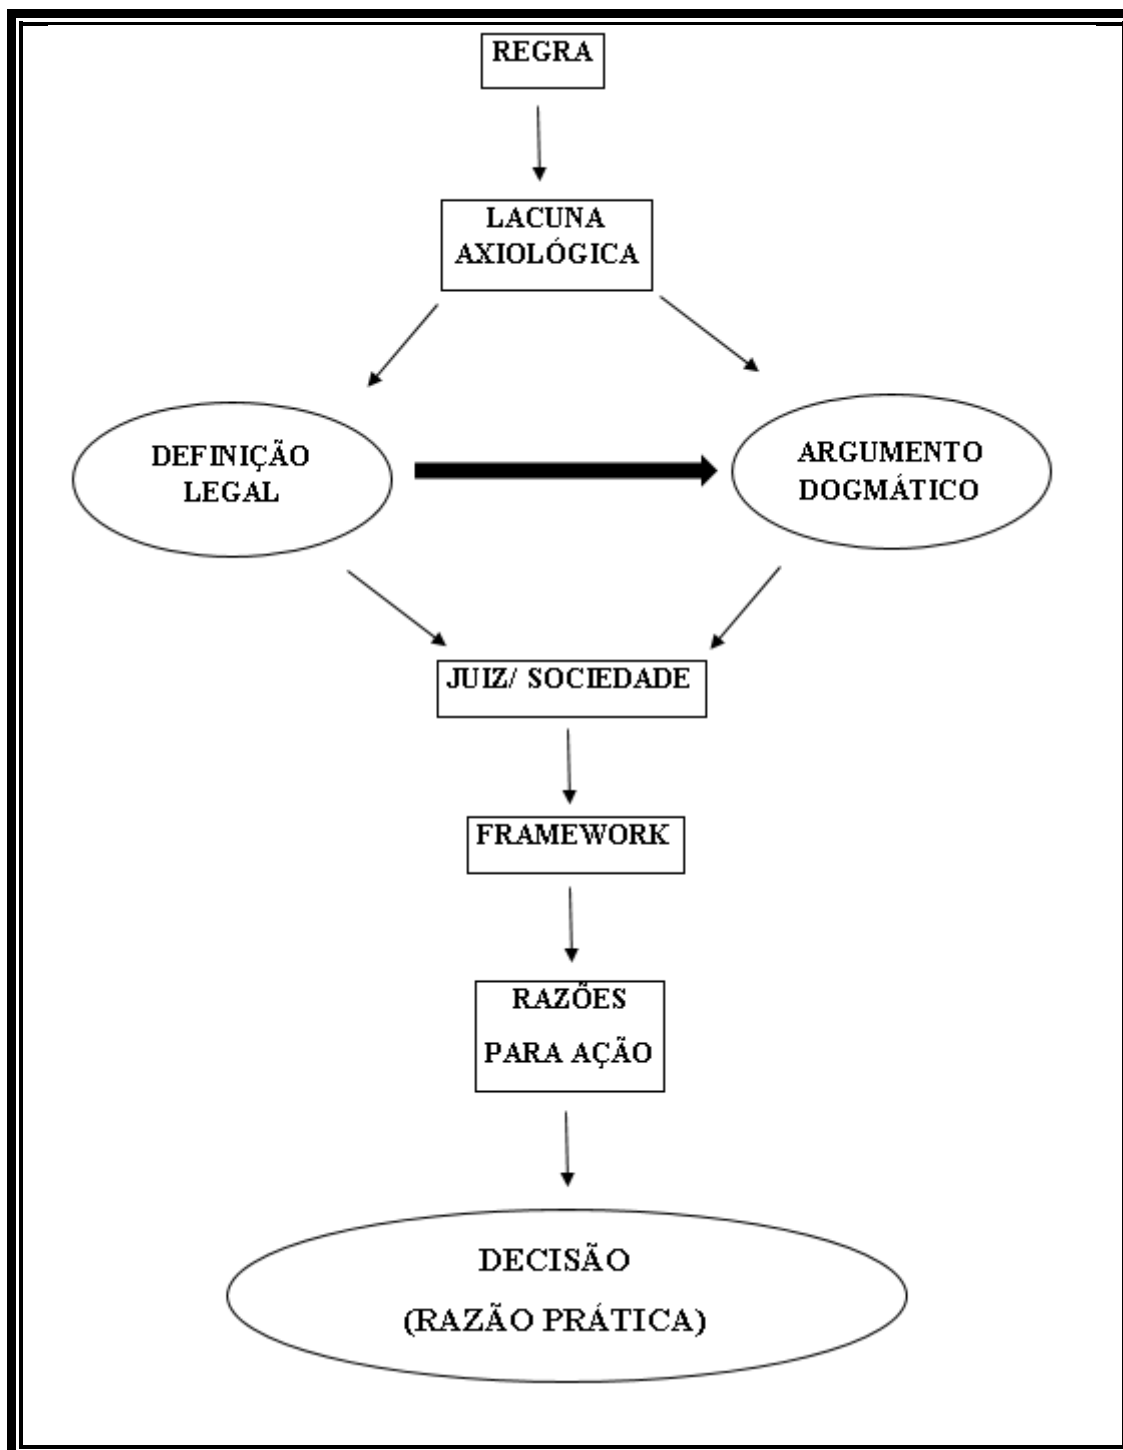 REGRA
LACUNA
AXIOLÓGICA
DEFINIÇÃO
LEGAL
ARGUMENTO
DOGMÁTICO
JUIZ/ SOCIEDADE
FRAMEWORK
RAZÕES
PARA AÇÃO
DECISÃO
(RAZÃO PRÁTICA)